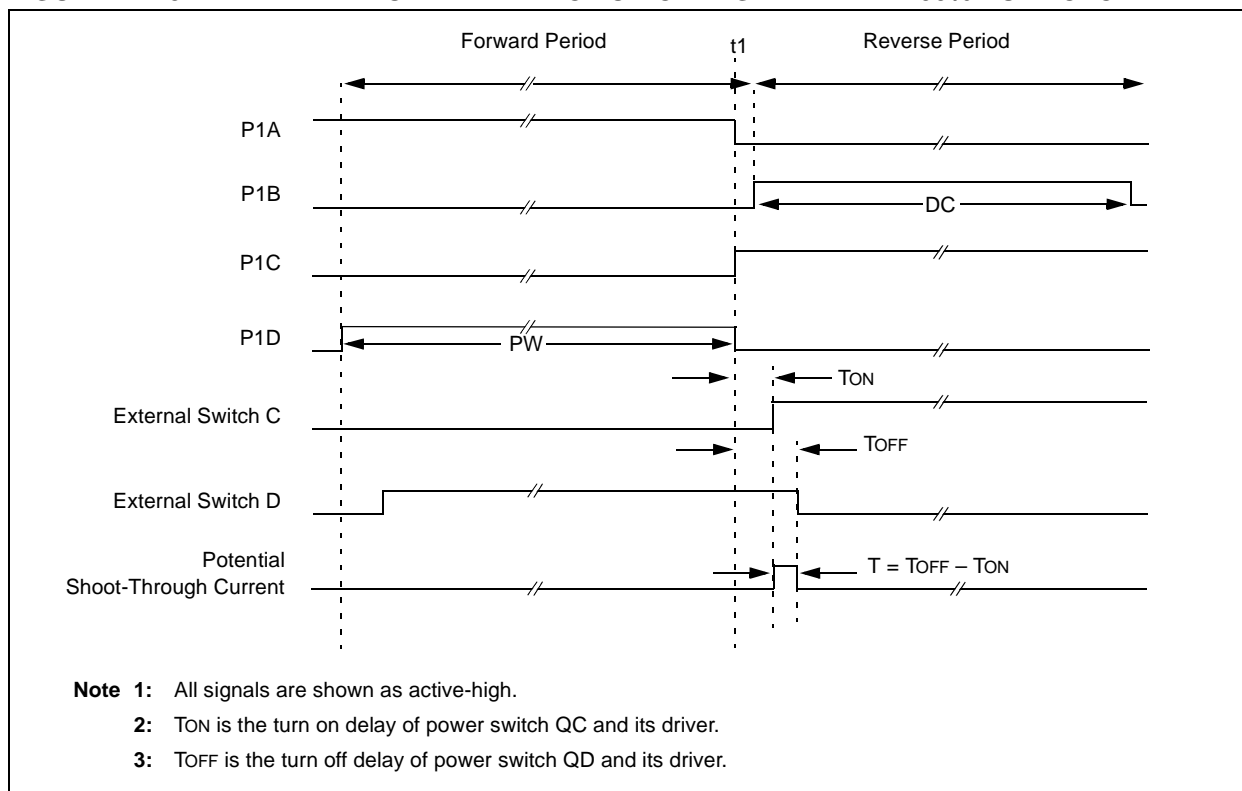 Forward Period
t1
Reverse Period
P1A
P1B
DC
P1C
P1D
PW
TON
External Switch C
TOFF
External Switch D
Potential
Shoot-Through Current
T = TOFF – TON
Note 1: All signals are shown as active-high.
2: TON is the turn on delay of power switch QC and its driver.
3: TOFF is the turn off delay of power switch QD and its driver.